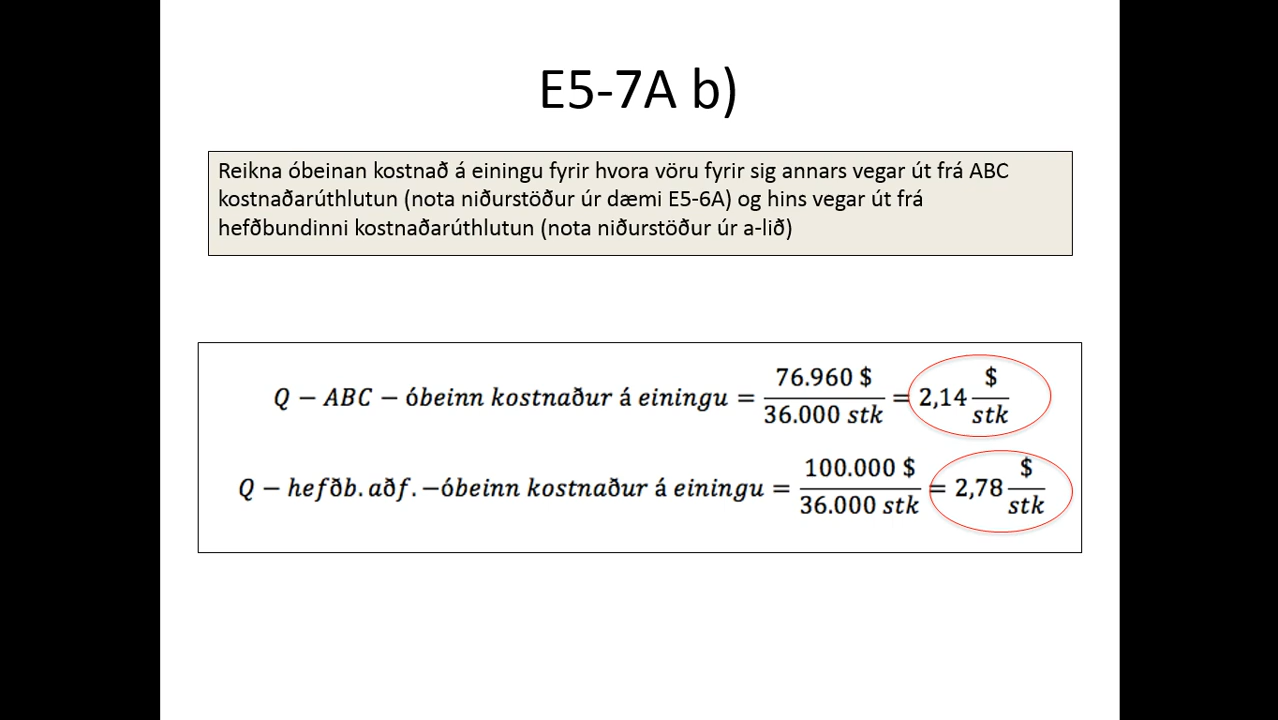 E5-7A b)
Reikna óbeinan kostnað á einingu fyrir hvora vöru fyrir sig annars vegar út frá ABC
kostnaðarúthlutun (nota niðurstöður úr dæmi E5-6A) og hins vegar út frá
hefðbundinni kostnaðarúthlutun (nota niðurstöður úr a-lið)
Q − ABC − óbeinn kostnaður á einingu = 76.960 $ / 36.000 stk = 2,14 $ / stk
Q − hefðb. aðf. −óbeinn kostnaður á einingu = 100.000 $ / 36.000 stk = 2,78 $ / stk